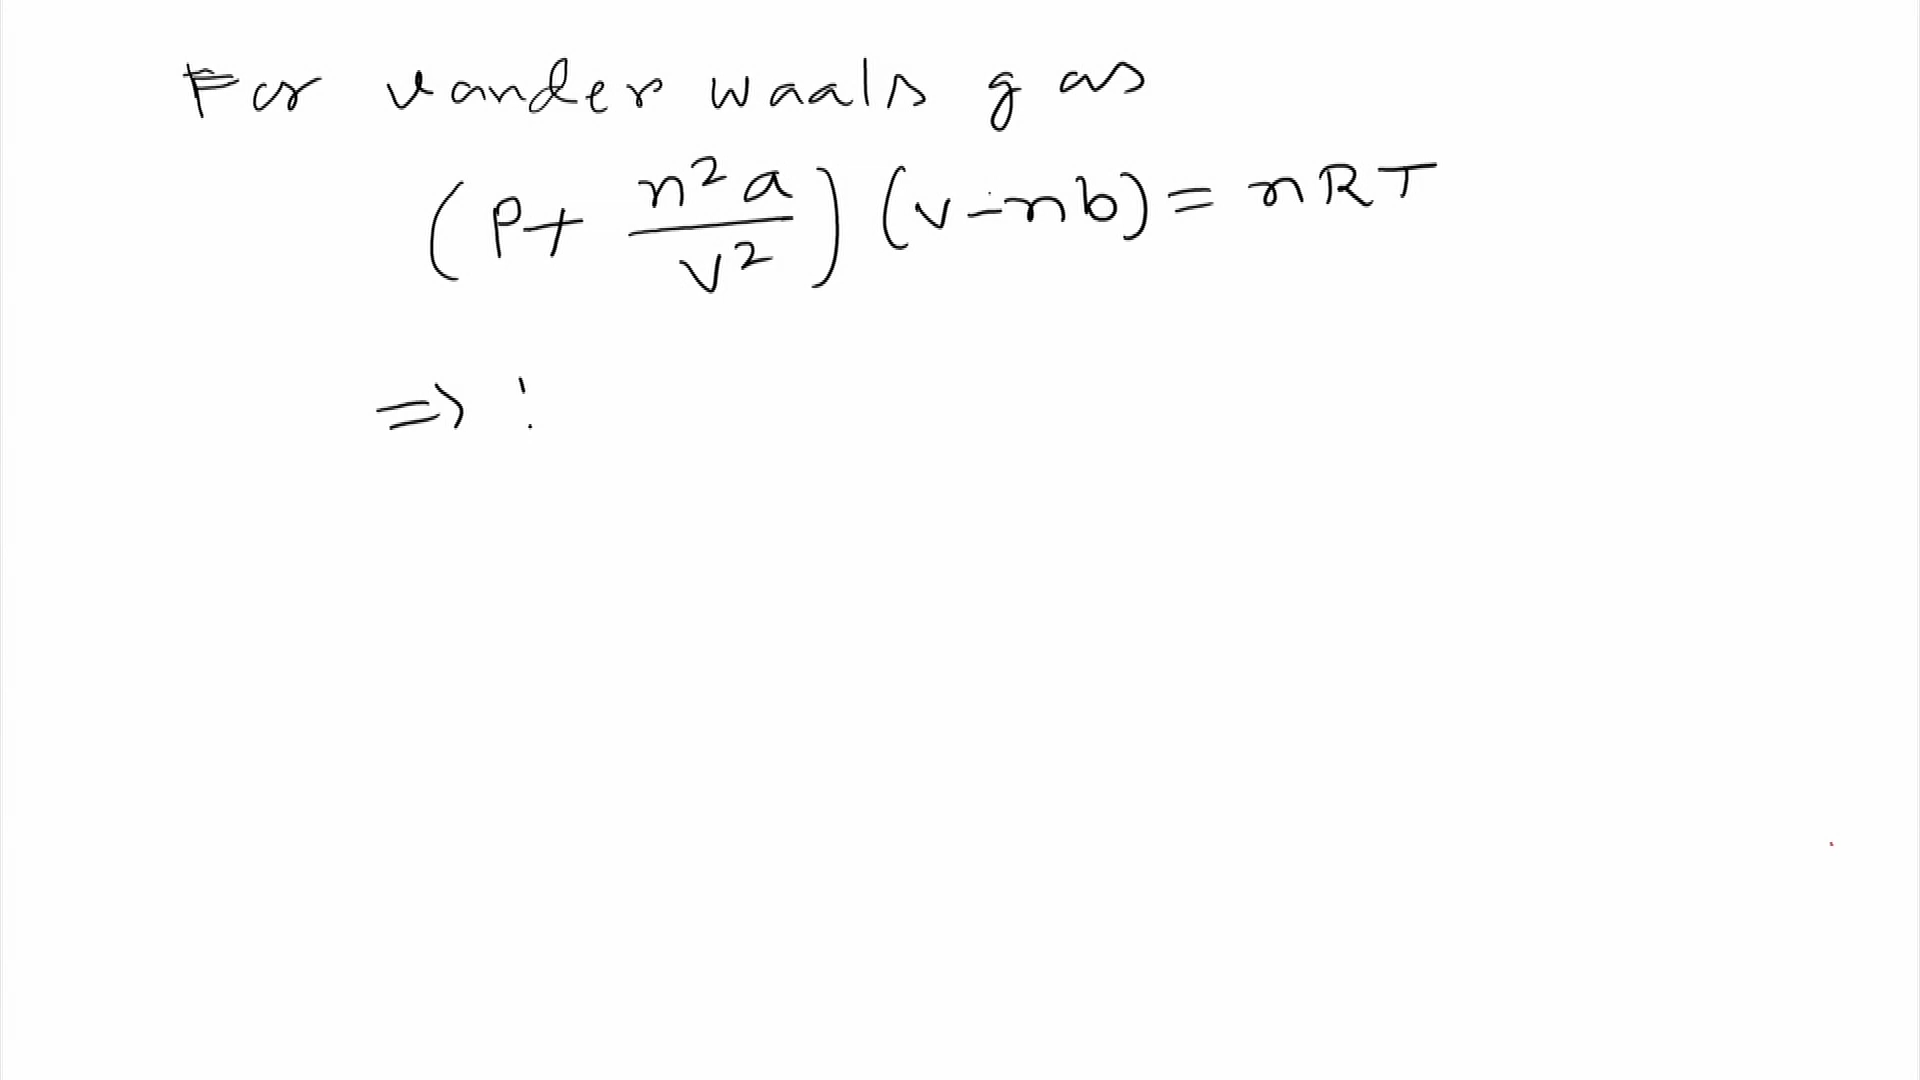 For vander waals gas
(P + n²a / v²) (v - nb) = nRT
⇒